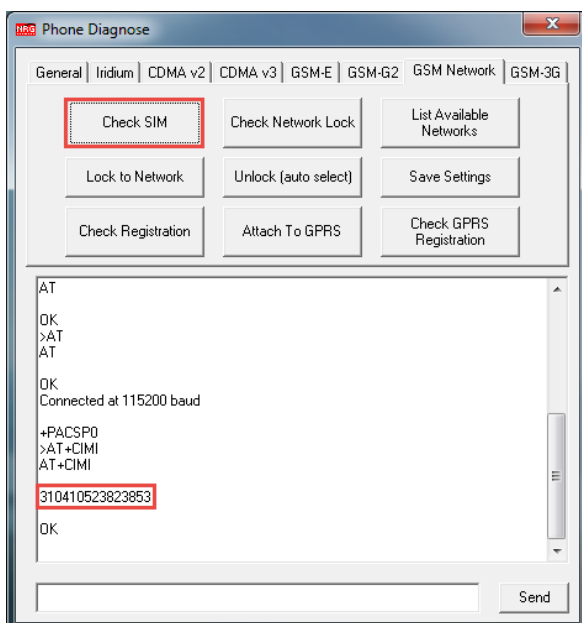 NRG Phone Diagnose
General Iridium CDMA v2 CDMA v3 GSM-E GSM-G2 GSM Network GSM-3G
Check SIM
Check Network Lock
List Available
Networks
Lock to Network
Unlock (auto select)
Save Settings
Check Registration
Attach To GPRS
Check GPRS
Registration
AT
OK
>AT
AT
OK
Connected at 115200 baud
+PACSP0
>AT+CIMI
AT+CIMI
310410523823853
OK
Send